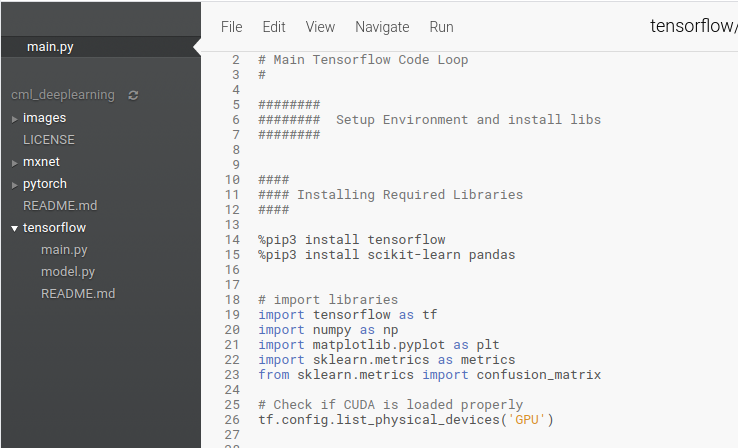 main.py
cml_deeplearning
images
LICENSE
mxnet
pytorch
README.md
tensorflow
main.py
model.py
README.md
File Edit View Navigate Run
tensorflow/
2 # Main Tensorflow Code Loop
3 #
4
5 ########
6 ########  Setup Environment and install libs
7 ########
8
9
10 ####
11 #### Installing Required Libraries
12 ####
13
14 %pip3 install tensorflow
15 %pip3 install scikit-learn pandas
16
17
18 # import libraries
19 import tensorflow as tf
20 import numpy as np
21 import matplotlib.pyplot as plt
22 import sklearn.metrics as metrics
23 from sklearn.metrics import confusion_matrix
24
25 # Check if CUDA is loaded properly
26 tf.config.list_physical_devices('GPU')
27